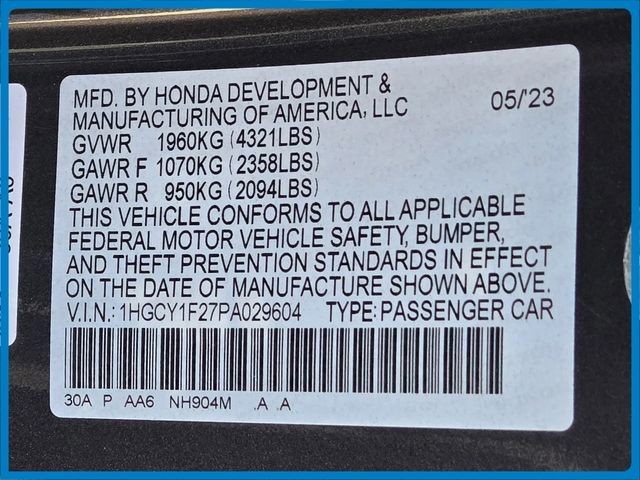 MFD. BY HONDA DEVELOPMENT &
MANUFACTURING OF AMERICA, LLC 05/'23
GVWR 1960KG (4321LBS)
GAWR F 1070KG (2358LBS)
GAWR R 950KG (2094LBS)
THIS VEHICLE CONFORMS TO ALL APPLICABLE
FEDERAL MOTOR VEHICLE SAFETY, BUMPER,
AND THEFT PREVENTION STANDARDS IN EFFECT
ON THE DATE OF MANUFACTURE SHOWN ABOVE.
V.I.N.: 1HGCY1F27PA029604 TYPE: PASSENGER CAR
30A P AA6 NH904M .A .A